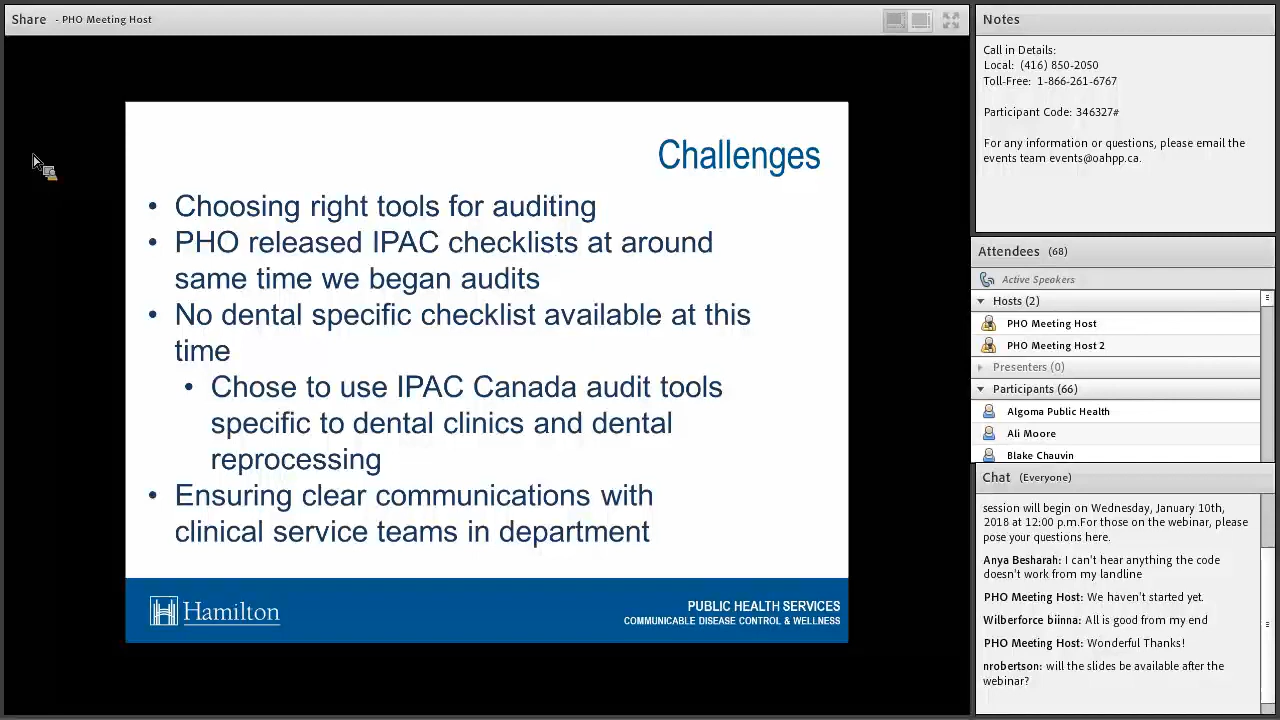 Share - PHO Meeting Host
Challenges
• Choosing right tools for auditing
• PHO released IPAC checklists at around
same time we began audits
• No dental specific checklist available at this
time
• Chose to use IPAC Canada audit tools
specific to dental clinics and dental
reprocessing
• Ensuring clear communications with
clinical service teams in department
Hamilton
PUBLIC HEALTH SERVICES
COMMUNICABLE DISEASE CONTROL & WELLNESS
Notes
Call in Details:
Local: (416) 850-2050
Toll-Free: 1-866-261-6767
Participant Code: 346327#
For any information or questions, please email the
events team events@oahpp.ca.
Attendees (68)
Active Speakers
Hosts (2)
PHO Meeting Host
PHO Meeting Host 2
Presenters (0)
Participants (66)
Algoma Public Health
Ali Moore
Blake Chauvin
Chat (Everyone)
session will begin on Wednesday, January 10th,
2018 at 12:00 p.m.For those on the webinar, please
pose your questions here.
Anya Besharah: I can't hear anything the code
doesn't work from my landline
PHO Meeting Host: We haven't started yet.
Wilberforce biinna: All is good from my end
PHO Meeting Host: Wonderful Thanks!
nrobertson: will the slides be available after the
webinar?